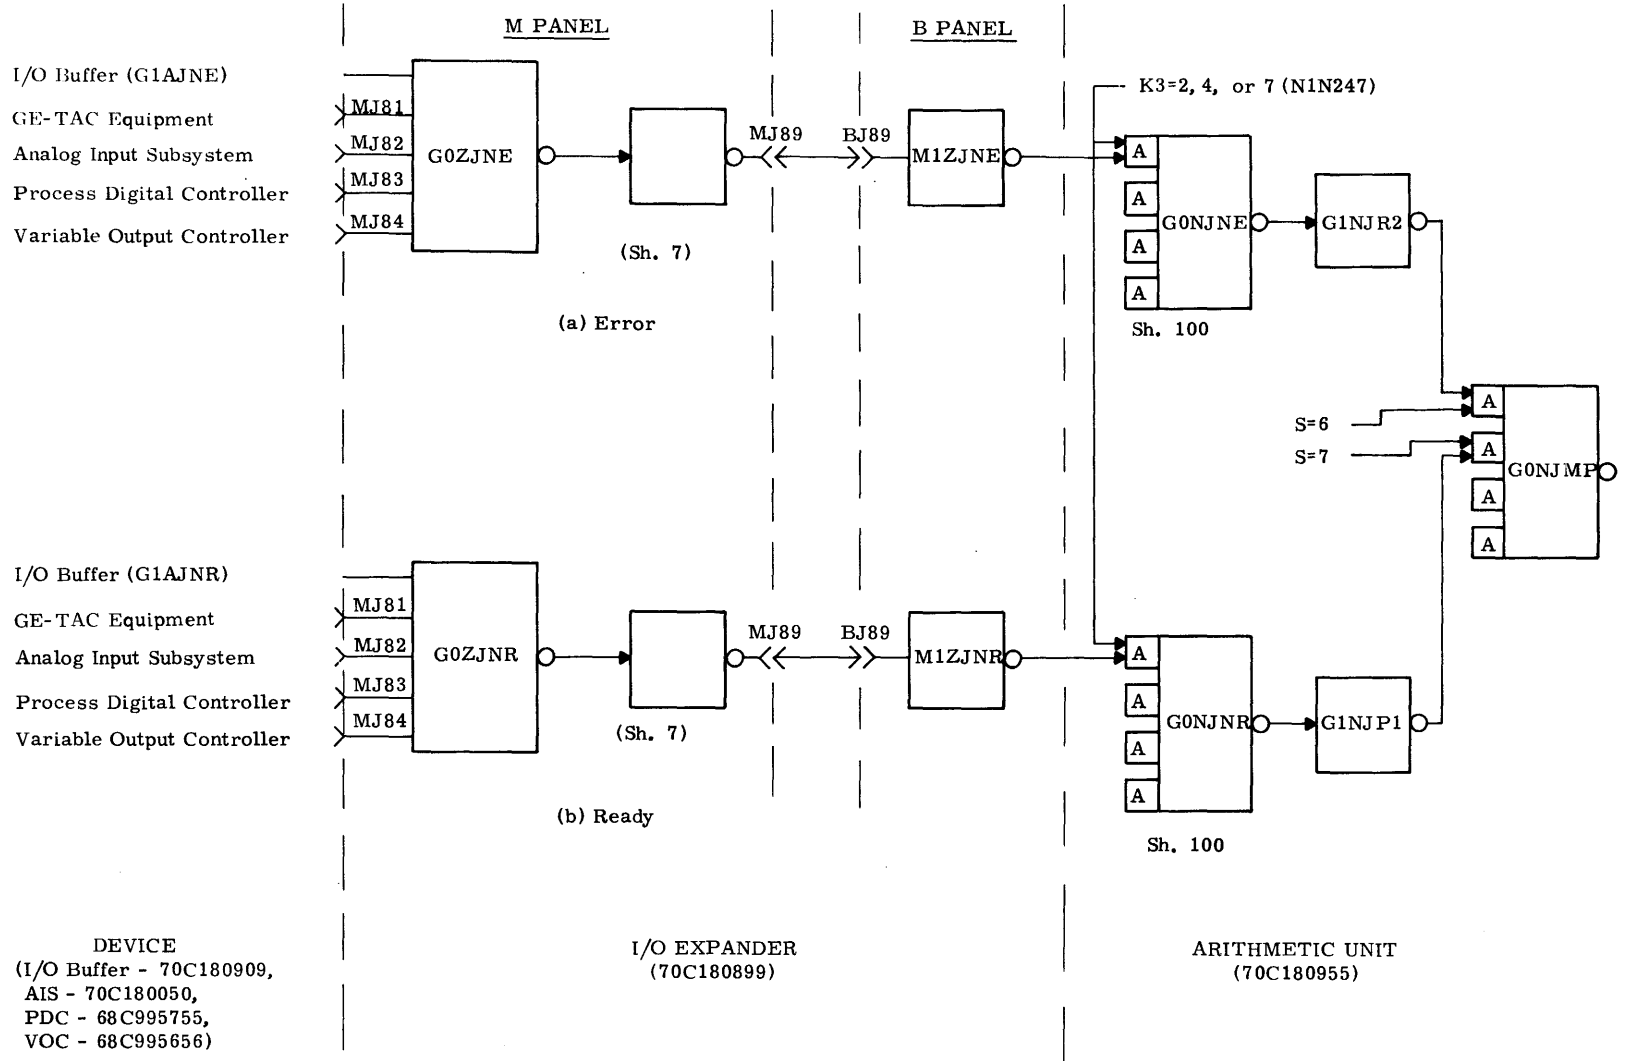 M PANEL
B PANEL
I/O Buffer (G1AJNE)
GE-TAC Equipment
Analog Input Subsystem
Process Digital Controller
Variable Output Controller
MJ81
MJ82
MJ83
MJ84
G0ZJNE
(Sh. 7)
MJ89
BJ89
M1ZJNE
K3=2, 4, or 7 (N1N247)
A
A
A
A
G0NJNE
Sh. 100
G1NJR2
(a) Error
S=6
S=7
A
A
A
A
G0NJMP
I/O Buffer (G1AJNR)
GE-TAC Equipment
Analog Input Subsystem
Process Digital Controller
Variable Output Controller
MJ81
MJ82
MJ83
MJ84
G0ZJNR
(Sh. 7)
MJ89
BJ89
M1ZJNR
A
A
A
A
G0NJNR
Sh. 100
G1NJP1
(b) Ready
DEVICE
(I/O Buffer - 70C180909,
AIS - 70C180050,
PDC - 68C995755,
VOC - 68C995656)
I/O EXPANDER
(70C180899)
ARITHMETIC UNIT
(70C180955)